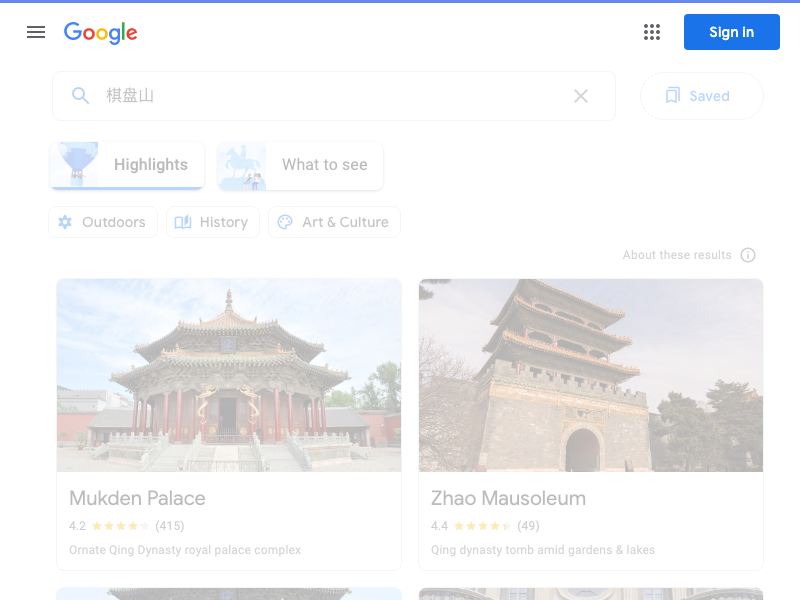 Google
Sign in
棋盘山
Saved
Highlights
What to see
Outdoors
History
Art & Culture
About these results
Mukden Palace
4.2 (415)
Ornate Qing Dynasty royal palace complex
Zhao Mausoleum
4.4 (49)
Qing dynasty tomb amid gardens & lakes